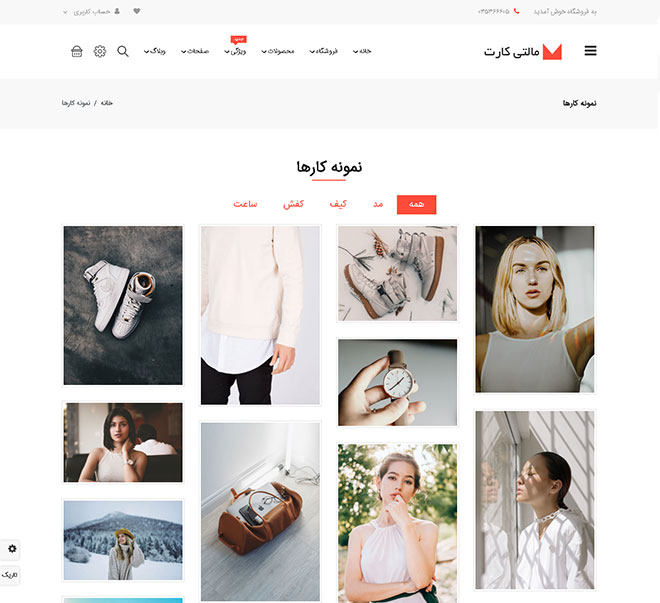 به فروشگاه خوش آمدید
حساب کاربری
مالتی کارت
خانه
فروشگاه
محصولات
ویژگی
جدید
صفحات
وبلاگ
نمونه کارها
خانه / نمونه کارها
نمونه کارها
همه
مد
کیف
کفش
ساعت
تاریک